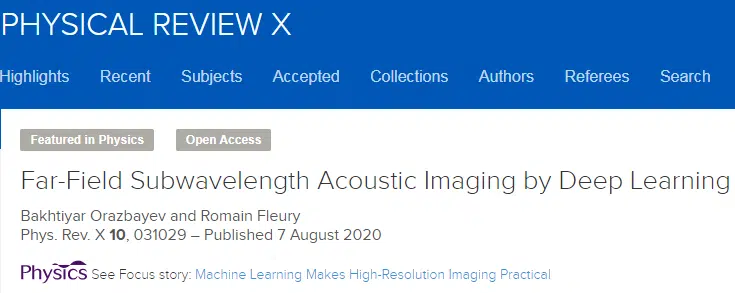 PHYSICAL REVIEW X
Highlights Recent Subjects Accepted Collections Authors Referees Search
Featured in Physics Open Access
Far-Field Subwavelength Acoustic Imaging by Deep Learning
Bakhtiyar Orazbayev and Romain Fleury
Phys. Rev. X 10, 031029 – Published 7 August 2020
Physics See Focus story: Machine Learning Makes High-Resolution Imaging Practical